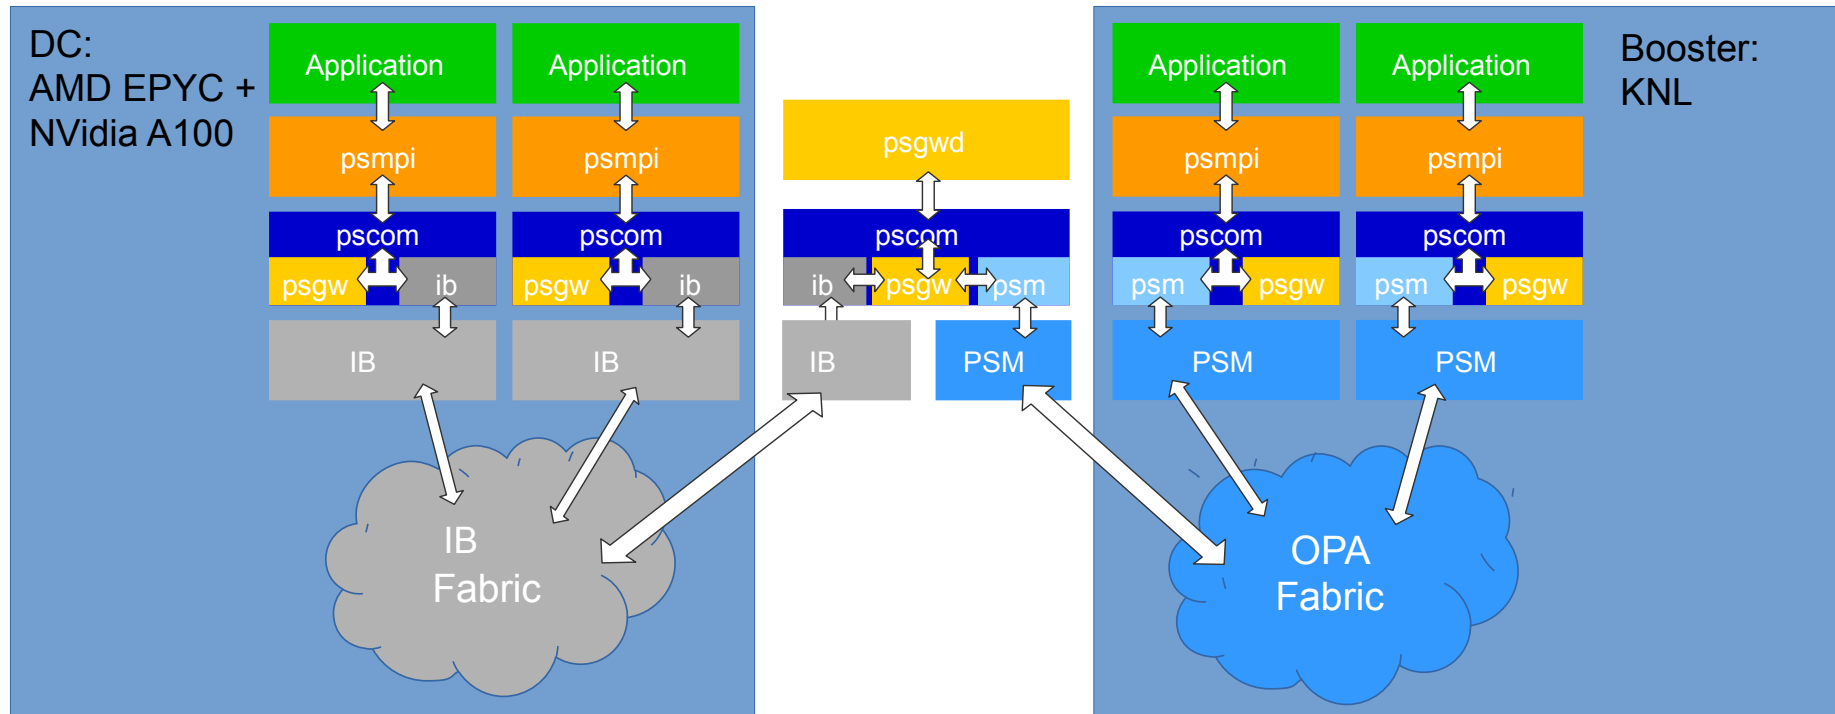 DC:
AMD EPYC +
NVidia A100
Application
Application
psmpi
psmpi
pscom
pscom
psgw
ib
psgw
ib
IB
IB
IB
Fabric
psgwd
pscom
ib
psgw
psm
IB
PSM
Application
Application
psmpi
psmpi
pscom
pscom
psm
psgw
psm
psgw
PSM
PSM
OPA
Fabric
Booster:
KNL